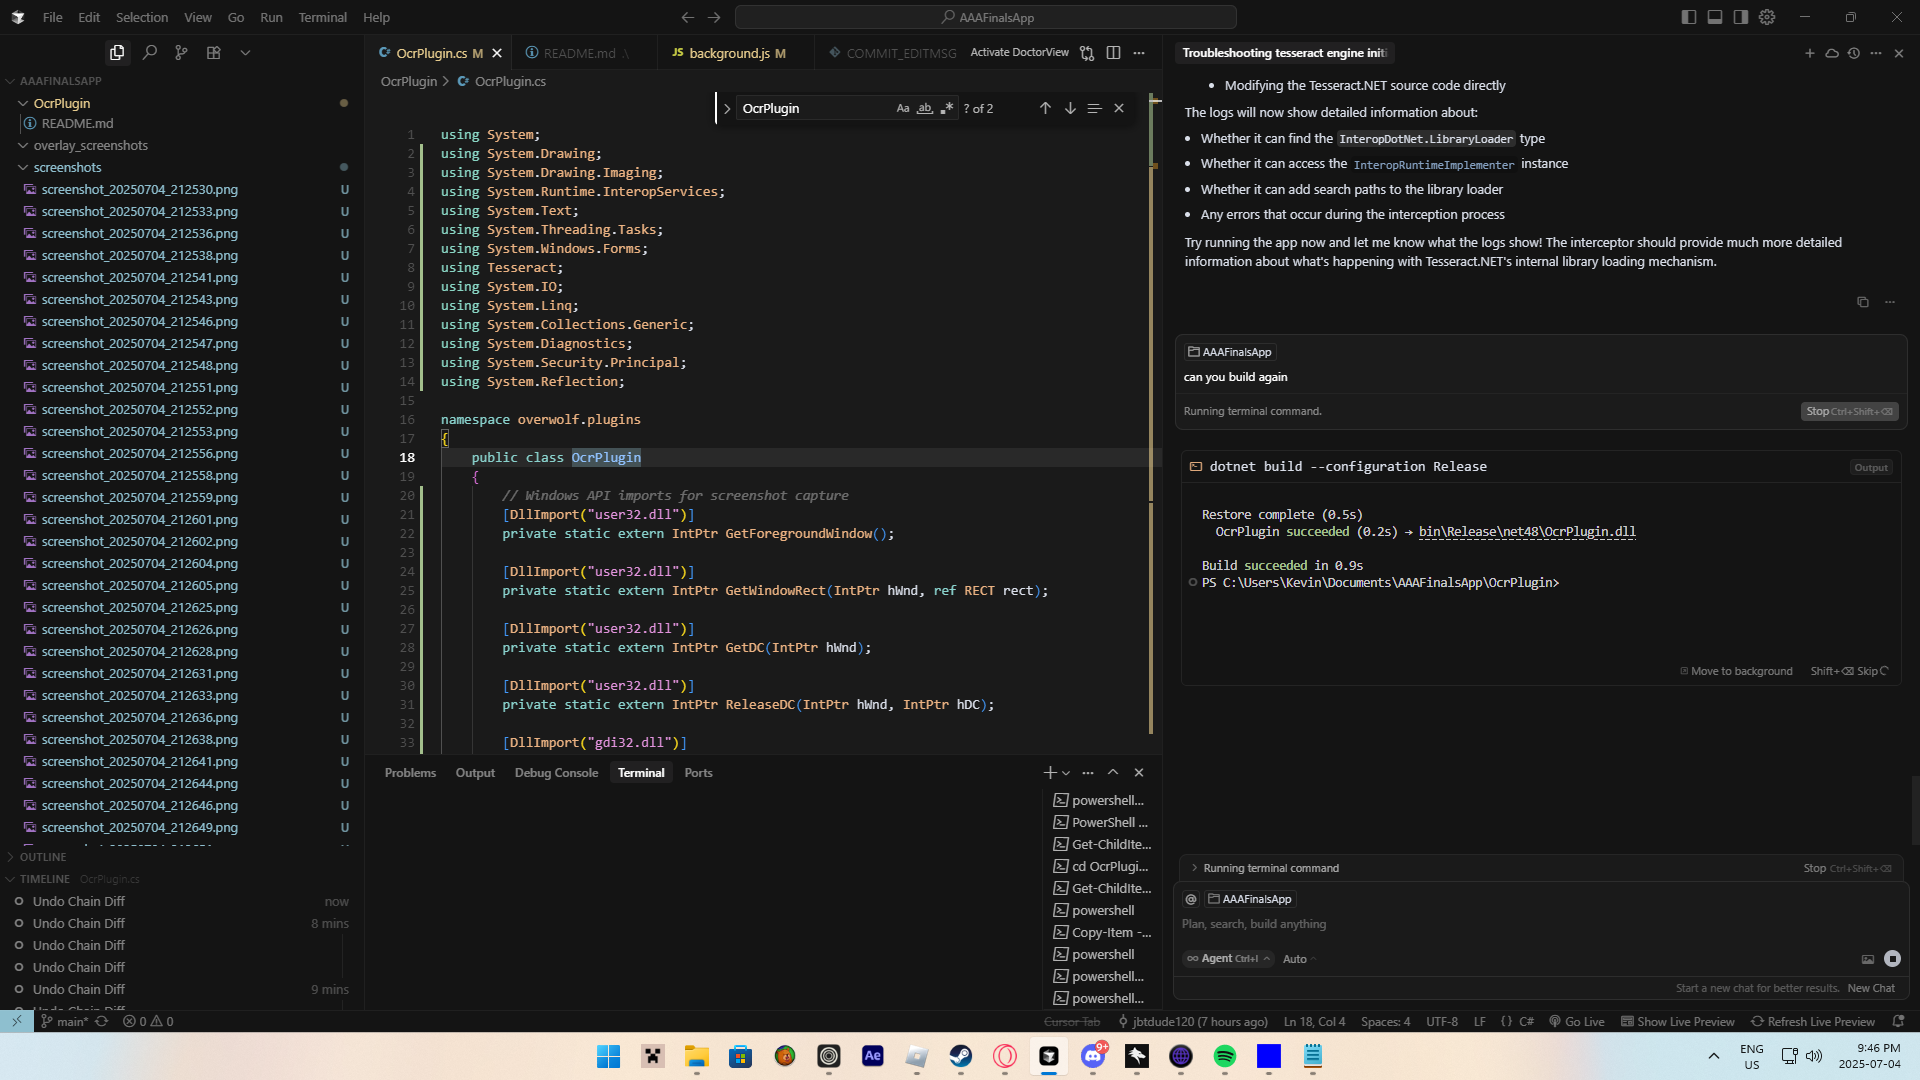 File Edit Selection View Go Run Terminal Help
AAAFinalsApp
AAAFINALSAPP
OcrPlugin
README.md
overlay_screenshots
screenshots
screenshot_20250704_212530.png U
screenshot_20250704_212533.png U
screenshot_20250704_212536.png U
screenshot_20250704_212538.png U
screenshot_20250704_212541.png U
screenshot_20250704_212543.png U
screenshot_20250704_212546.png U
screenshot_20250704_212547.png U
screenshot_20250704_212548.png U
screenshot_20250704_212551.png U
screenshot_20250704_212552.png U
screenshot_20250704_212553.png U
screenshot_20250704_212556.png U
screenshot_20250704_212558.png U
screenshot_20250704_212559.png U
screenshot_20250704_212601.png U
screenshot_20250704_212602.png U
screenshot_20250704_212604.png U
screenshot_20250704_212605.png U
screenshot_20250704_212625.png U
screenshot_20250704_212626.png U
screenshot_20250704_212628.png U
screenshot_20250704_212631.png U
screenshot_20250704_212633.png U
screenshot_20250704_212636.png U
screenshot_20250704_212638.png U
screenshot_20250704_212641.png U
screenshot_20250704_212644.png U
screenshot_20250704_212646.png U
screenshot_20250704_212649.png U
OUTLINE
TIMELINE OcrPlugin.cs
Undo Chain Diff now
Undo Chain Diff 8 mins
Undo Chain Diff
Undo Chain Diff
Undo Chain Diff 9 mins
OcrPlugin.cs M README.md .\ JS background.js M COMMIT_EDITMSG Activate DoctorView
OcrPlugin > OcrPlugin.cs
OcrPlugin Aa ab ? of 2
1 using System;
2 using System.Drawing;
3 using System.Drawing.Imaging;
4 using System.Runtime.InteropServices;
5 using System.Text;
6 using System.Threading.Tasks;
7 using System.Windows.Forms;
8 using Tesseract;
9 using System.IO;
10 using System.Linq;
11 using System.Collections.Generic;
12 using System.Diagnostics;
13 using System.Security.Principal;
14 using System.Reflection;
15
16 namespace overwolf.plugins
17 {
18 public class OcrPlugin
19 {
20 // Windows API imports for screenshot capture
21 [DllImport("user32.dll")]
22 private static extern IntPtr GetForegroundWindow();
23
24 [DllImport("user32.dll")]
25 private static extern IntPtr GetWindowRect(IntPtr hWnd, ref RECT rect);
26
27 [DllImport("user32.dll")]
28 private static extern IntPtr GetDC(IntPtr hWnd);
29
30 [DllImport("user32.dll")]
31 private static extern IntPtr ReleaseDC(IntPtr hWnd, IntPtr hDC);
32
33 [DllImport("gdi32.dll")]
Problems Output Debug Console Terminal Ports
powershell...
PowerShell ...
Get-ChildIte...
cd OcrPlugi...
Get-ChildIte...
powershell
Copy-Item -...
powershell
powershell...
powershell...
Troubleshooting tesseract engine initi
• Modifying the Tesseract.NET source code directly
The logs will now show detailed information about:
• Whether it can find the InteropDotNet.LibraryLoader type
• Whether it can access the InteropRuntimeImplementer instance
• Whether it can add search paths to the library loader
• Any errors that occur during the interception process
Try running the app now and let me know what the logs show! The interceptor should provide much more detailed
information about what's happening with Tesseract.NET's internal library loading mechanism.
AAAFinalsApp
can you build again
Running terminal command. Stop Ctrl+Shift+⌫
dotnet build --configuration Release Output
Restore complete (0.5s)
OcrPlugin succeeded (0.2s) → bin\Release\net48\OcrPlugin.dll
Build succeeded in 0.9s
PS C:\Users\Kevin\Documents\AAAFinalsApp\OcrPlugin>
Move to background Shift+⌫ Skip
Running terminal command Stop Ctrl+Shift+⌫
@ AAAFinalsApp
Plan, search, build anything
∞ Agent Ctrl+I Auto
Start a new chat for better results. New Chat
main* 0 0 Cursor Tab jbtdude120 (7 hours ago) Ln 18, Col 4 Spaces: 4 UTF-8 LF {} C# Go Live Show Live Preview Refresh Live Preview
Ae 9+ ENG
US
9:46 PM
2025-07-04